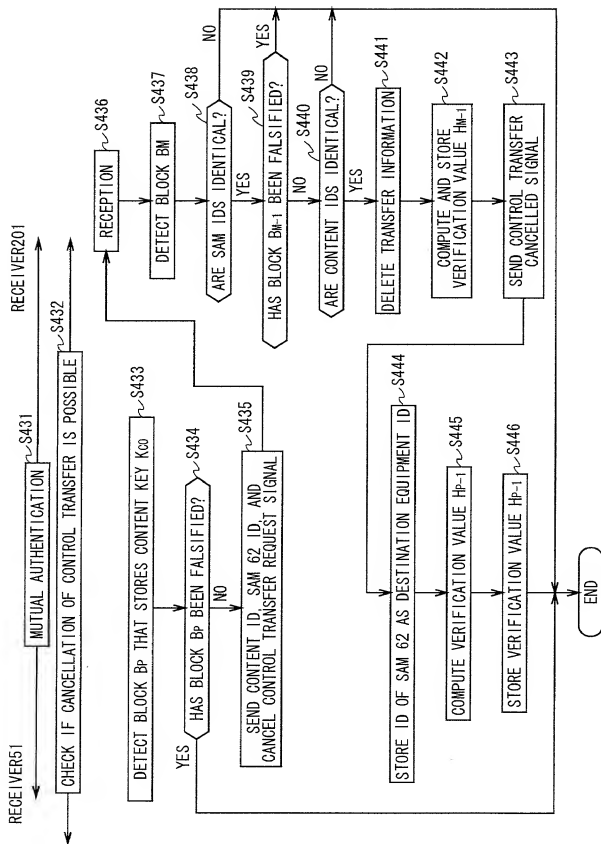 RECEIVER51
RECEIVER201
S431
MUTUAL AUTHENTICATION
S432
CHECK IF CANCELLATION OF CONTROL TRANSFER IS POSSIBLE
S433
DETECT BLOCK BP THAT STORES CONTENT KEY KCO
S434
HAS BLOCK BP BEEN FALSIFIED?
YES
NO
S435
SEND CONTENT ID, SAM 62 ID, AND
CANCEL CONTROL TRANSFER REQUEST SIGNAL
S436
RECEPTION
S437
DETECT BLOCK BM
S438
ARE SAM IDS IDENTICAL?
NO
YES
S439
HAS BLOCK BM-1 BEEN FALSIFIED?
YES
NO
S440
ARE CONTENT IDS IDENTICAL?
NO
YES
S441
DELETE TRANSFER INFORMATION
S442
COMPUTE AND STORE
VERIFICATION VALUE HM-1
S443
SEND CONTROL TRANSFER
CANCELLED SIGNAL
S444
STORE ID OF SAM 62 AS DESTINATION EQUIPMENT ID
S445
COMPUTE VERIFICATION VALUE HP-1
S446
STORE VERIFICATION VALUE HP-1
END